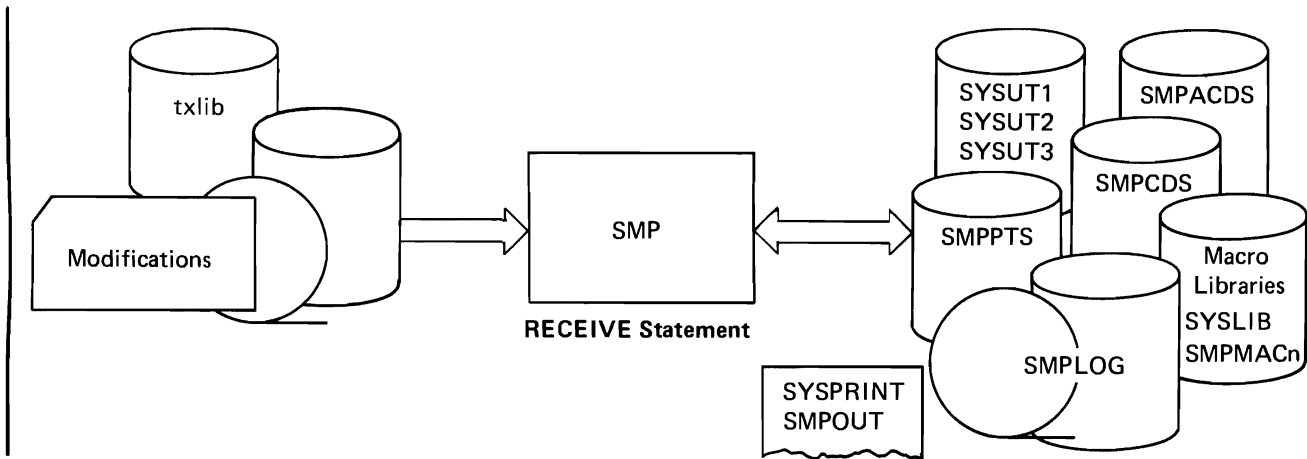 txlib
Modifications
SMP
RECEIVE Statement
SYSUT1
SYSUT2
SYSUT3
SMPACDS
SMPCDS
SMPPTS
Macro
Libraries
SYSLIB
SMPMACn
SMPLOG
SYSPRINT
SMPOUT